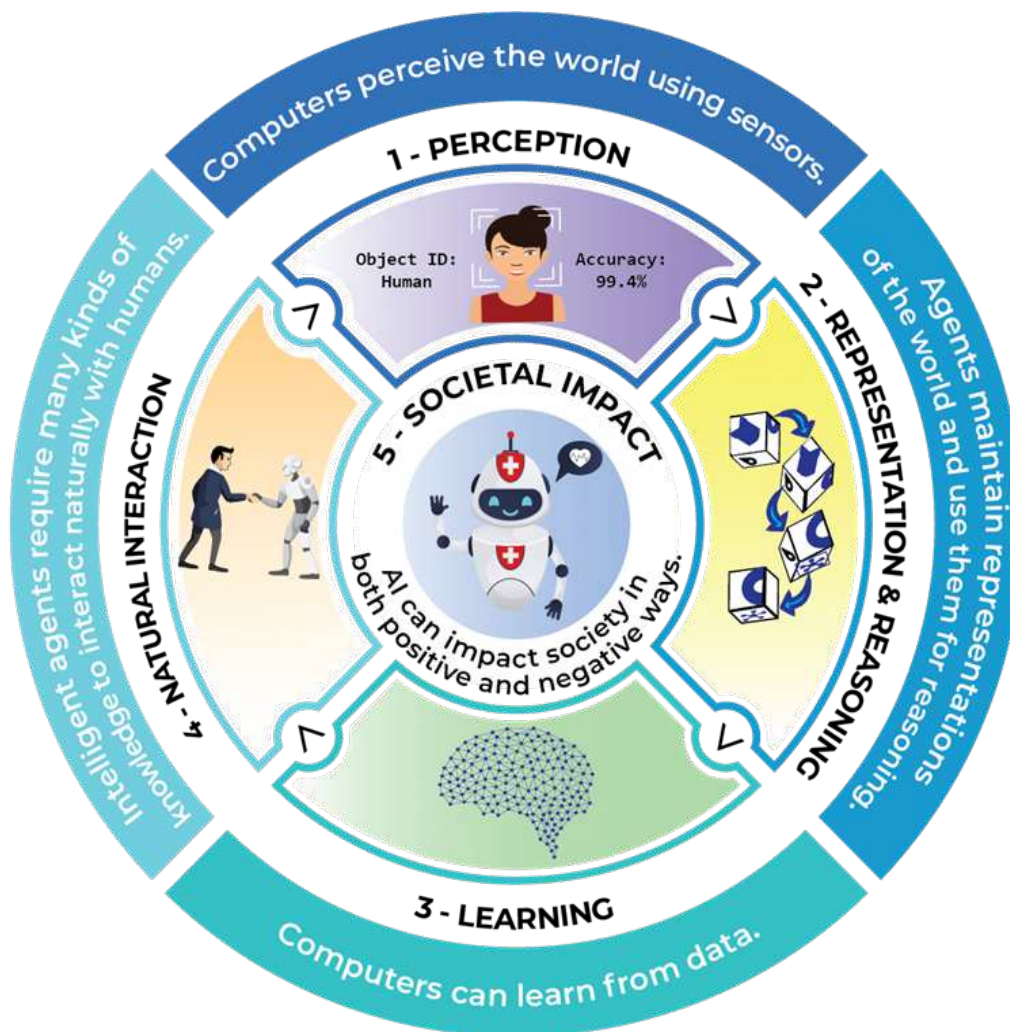 Computers perceive the world using sensors.
1 - PERCEPTION
Object ID:
Human
Accuracy:
99.4%
Agents maintain representations
of the world and use them for reasoning.
2 - REPRESENTATION & REASONING
Computers can learn from data.
3 - LEARNING
Intelligent agents require many kinds of
knowledge to interact naturally with humans.
4 - NATURAL INTERACTION
5 - SOCIETAL IMPACT
AI can impact society in
both positive and negative ways.